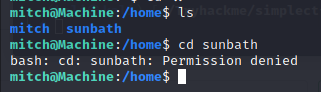 mitch@Machine:/home$ ls
mitch sunbath
mitch@Machine:/home$ cd sunbath
bash: cd: sunbath: Permission denied
mitch@Machine:/home$